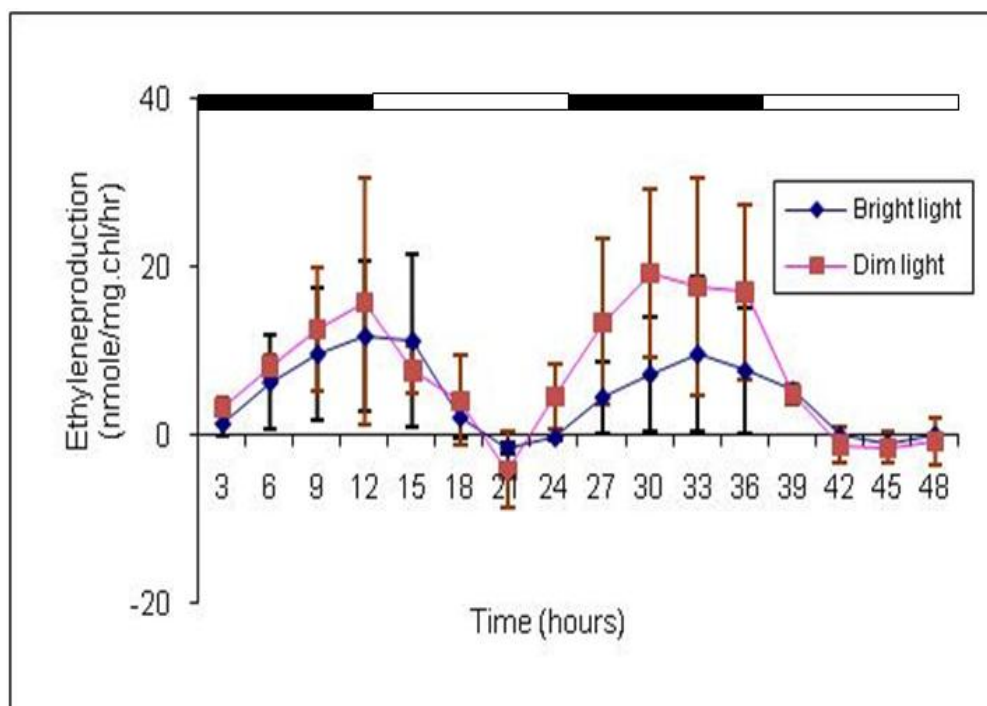 40
20
0
-20
Ethyleneproduction
(nmole/mg.chl/hr)
Bright light
Dim light
3 6 9 12 15 18 21 24 27 30 33 36 39 42 45 48
Time (hours)